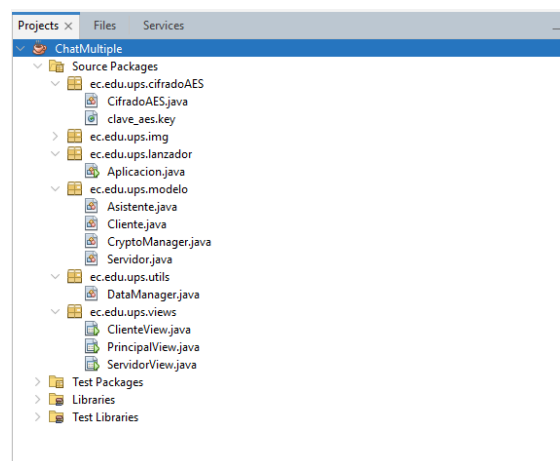 Projects × Files Services
ChatMultiple
Source Packages
ec.edu.ups.cifradoAES
CifradoAES.java
clave_aes.key
ec.edu.ups.img
ec.edu.ups.lanzador
Aplicacion.java
ec.edu.ups.modelo
Asistente.java
Cliente.java
CryptoManager.java
Servidor.java
ec.edu.ups.utils
DataManager.java
ec.edu.ups.views
ClienteView.java
PrincipalView.java
ServidorView.java
Test Packages
Libraries
Test Libraries